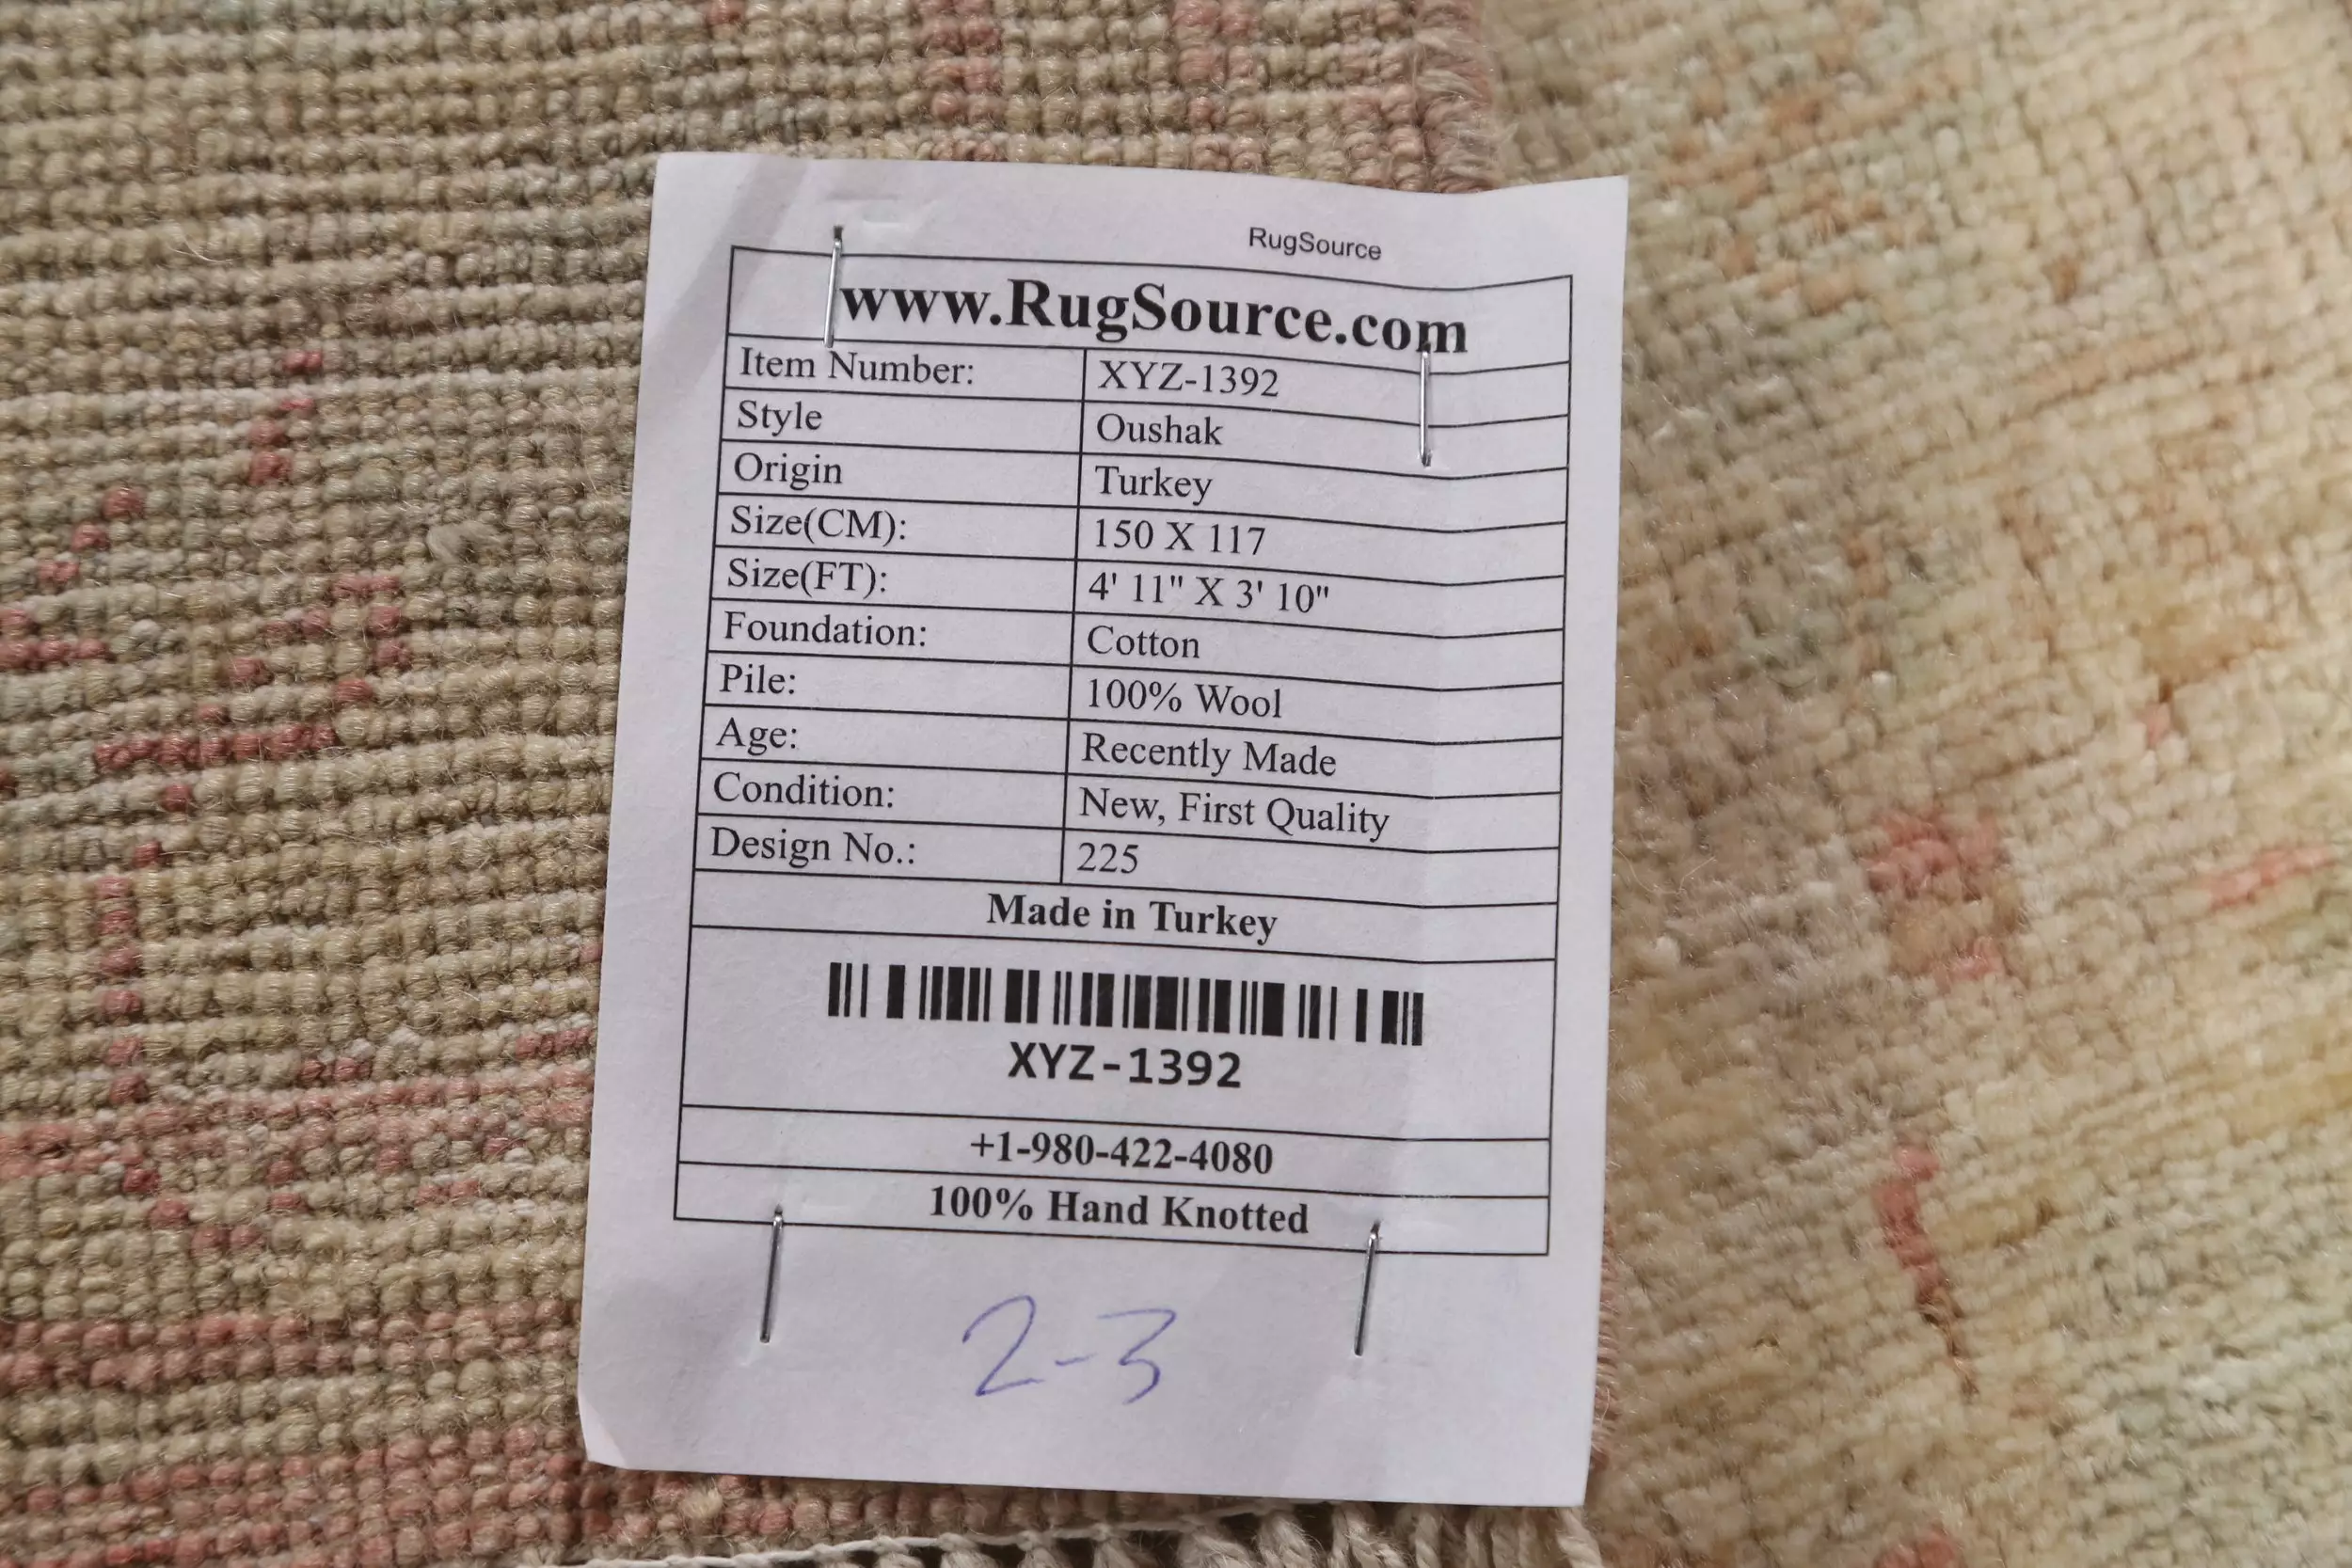 RugSource
www.RugSource.com
Item Number: XYZ-1392
Style Oushak
Origin Turkey
Size(CM): 150 X 117
Size(FT): 4' 11" X 3' 10"
Foundation: Cotton
Pile: 100% Wool
Age: Recently Made
Condition: New, First Quality
Design No.: 225
Made in Turkey
XYZ-1392
+1-980-422-4080
100% Hand Knotted
2-3